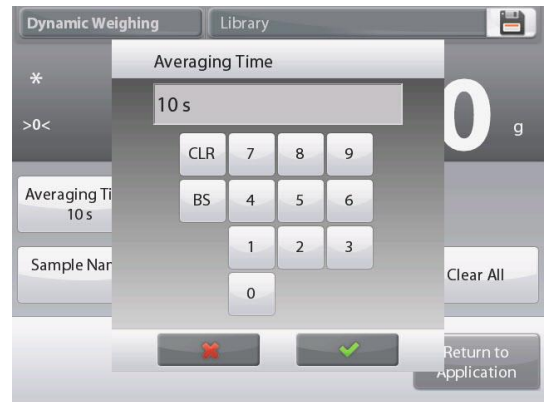 Dynamic Weighing
Library
Averaging Time
*
10 s
>0<
0
g
CLR 7 8 9
Averaging Ti
10 s
BS 4 5 6
1 2 3
Sample Nar
Clear All
0
Return to
Application